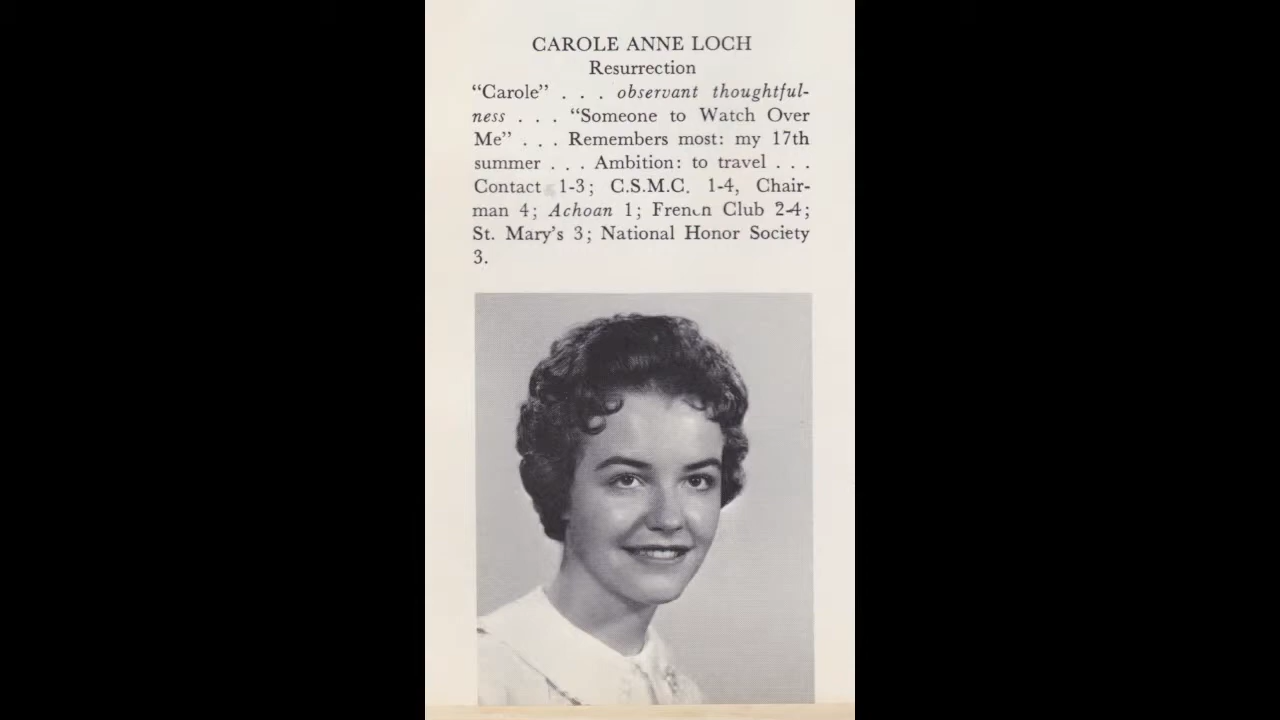 CAROLE ANNE LOCH
Resurrection
“Carole” . . . observant thoughtful-
ness . . . “Someone to Watch Over
Me” . . . Remembers most: my 17th
summer . . . Ambition: to travel . . .
Contact 1-3; C.S.M.C. 1-4, Chair-
man 4; Achoan 1; French Club 2-4;
St. Mary’s 3; National Honor Society
3.